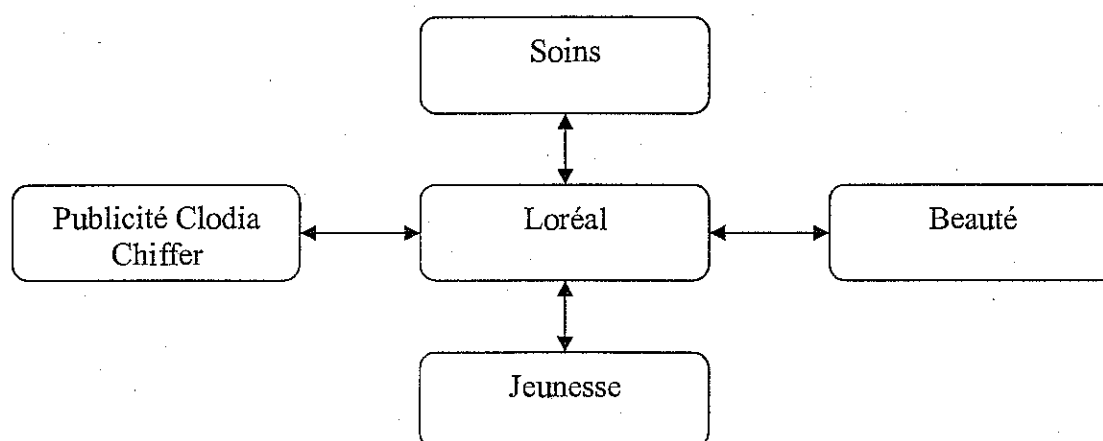 Soins
Publicité Clodia
Chiffer
Loréal
Beauté
Jeunesse